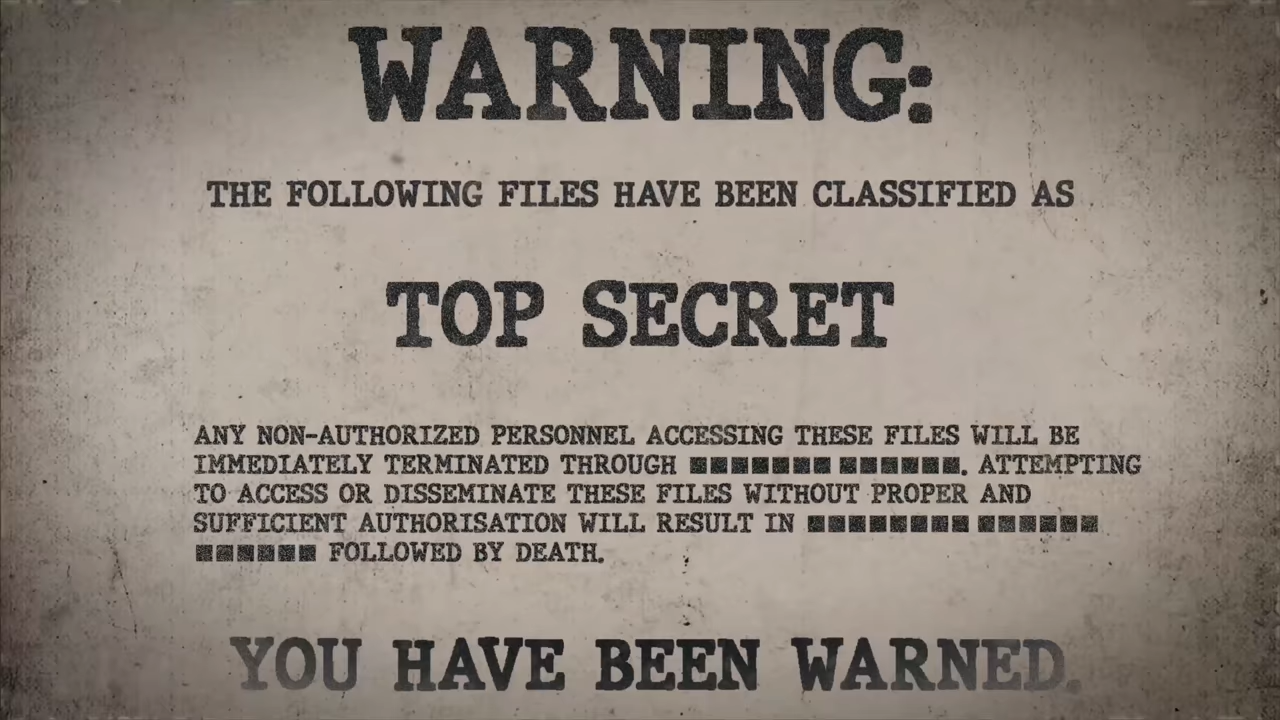 WARNING:
THE FOLLOWING FILES HAVE BEEN CLASSIFIED AS
TOP SECRET
ANY NON-AUTHORIZED PERSONNEL ACCESSING THESE FILES WILL BE
IMMEDIATELY TERMINATED THROUGH ■■■■■■■ ■■■■■■. ATTEMPTING
TO ACCESS OR DISSEMINATE THESE FILES WITHOUT PROPER AND
SUFFICIENT AUTHORISATION WILL RESULT IN ■■■■■■■■ ■■■■■■
■■■■■■ FOLLOWED BY DEATH.
YOU HAVE BEEN WARNED.